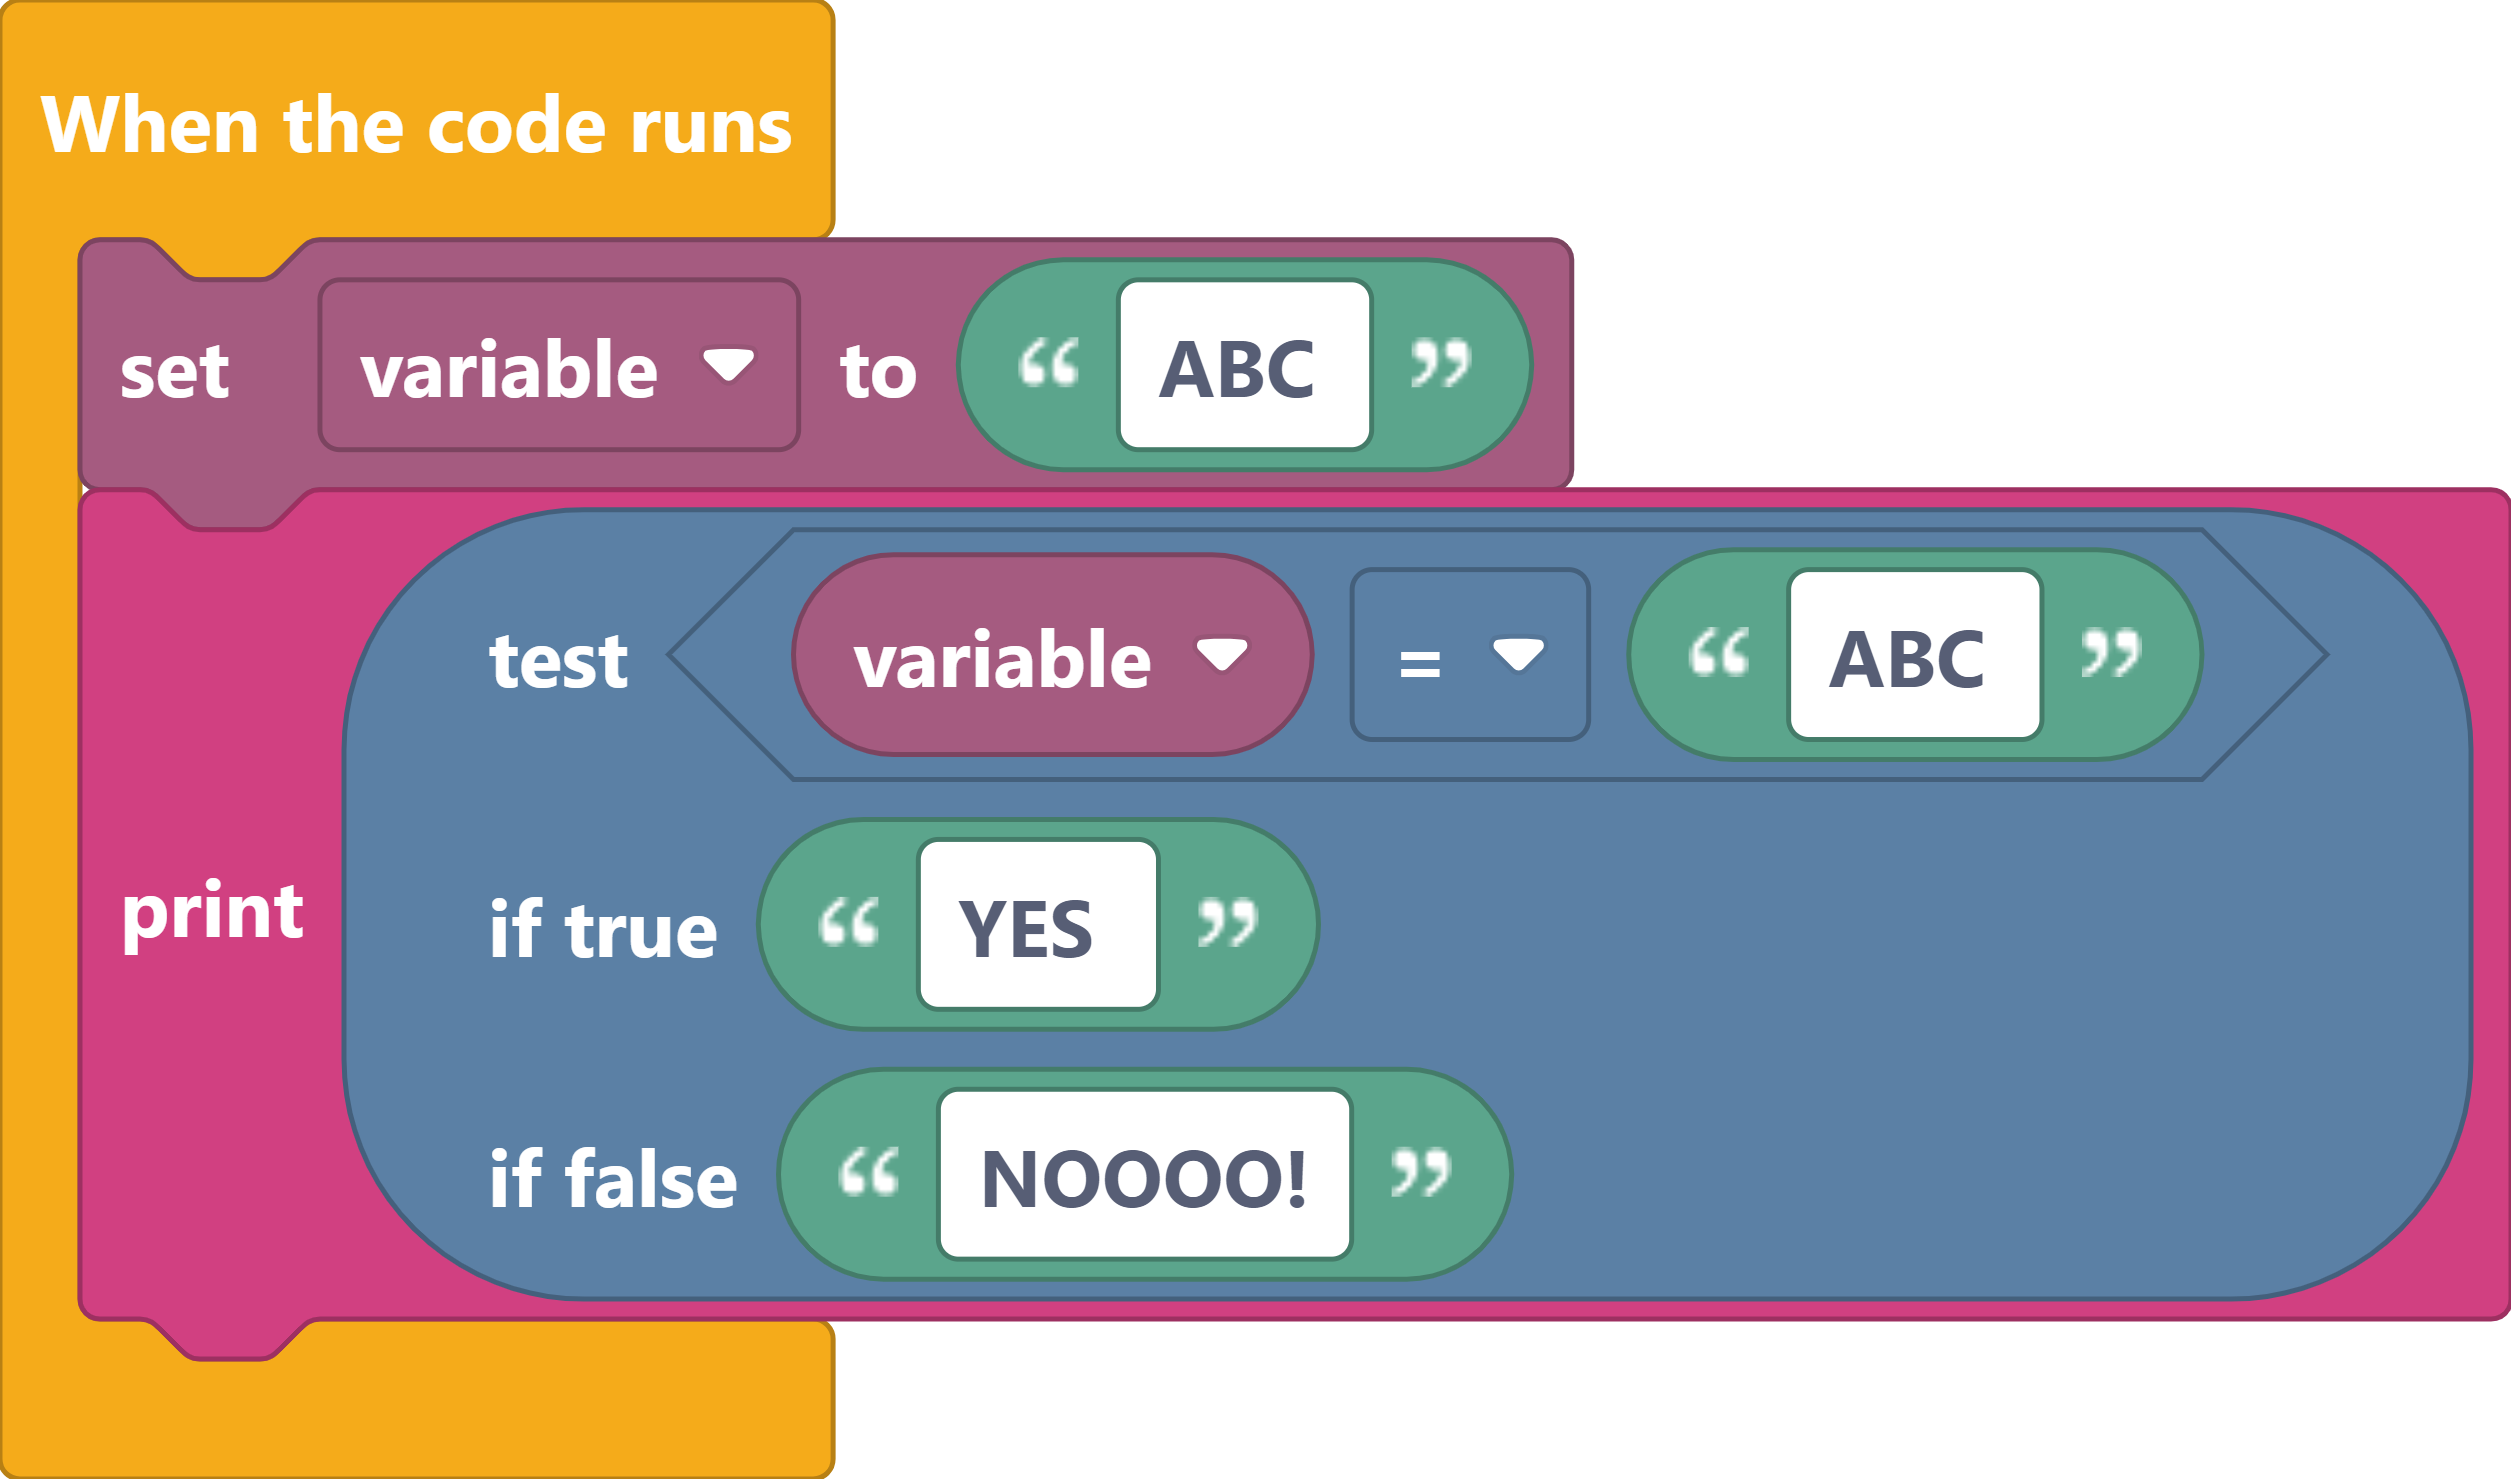 When the code runs
set variable to “ ABC ”
test variable = “ ABC ”
print if true “ YES ”
if false “ NOOOO! ”